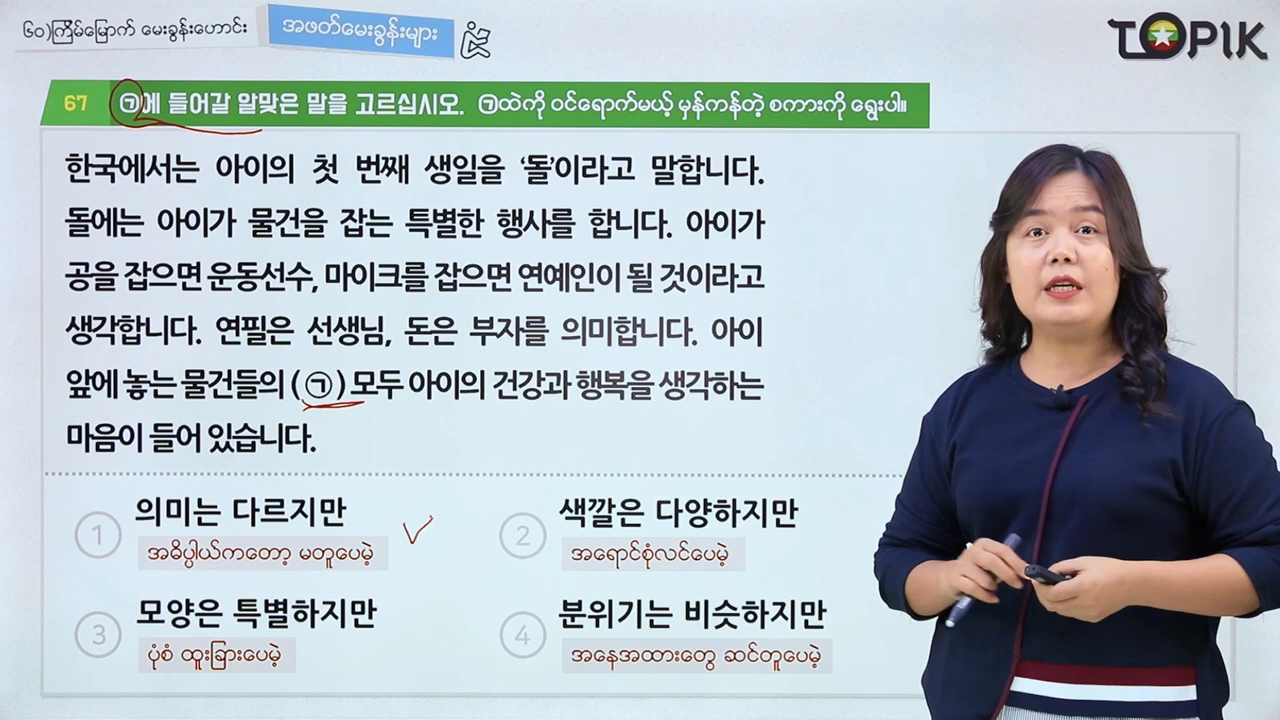 ၆၀)ကြိမ်မြောက် မေးခွန်းဟောင်း
အဖတ်မေးခွန်းများ
TOPIK
67 ㉠에 들어갈 알맞은 말을 고르십시오. ㉠ထဲကို ဝင်ရောက်မယ့် မှန်ကန်တဲ့ စကားကို ရွေးပါ။
한국에서는 아이의 첫 번째 생일을 ‘돌’이라고 말합니다.
돌에는 아이가 물건을 잡는 특별한 행사를 합니다. 아이가
공을 잡으면 운동선수, 마이크를 잡으면 연예인이 될 것이라고
생각합니다. 연필은 선생님, 돈은 부자를 의미합니다. 아이
앞에 놓는 물건들의 ( ㉠ ) 모두 아이의 건강과 행복을 생각하는
마음이 들어 있습니다.
① 의미는 다르지만
အဓိပ္ပါယ်ကတော့ မတူပေမဲ့
② 색깔은 다양하지만
အရောင်စုံလင်ပေမဲ့
③ 모양은 특별하지만
ပုံစံ ထူးခြားပေမဲ့
④ 분위기는 비슷하지만
အနေအထားတွေ ဆင်တူပေမဲ့